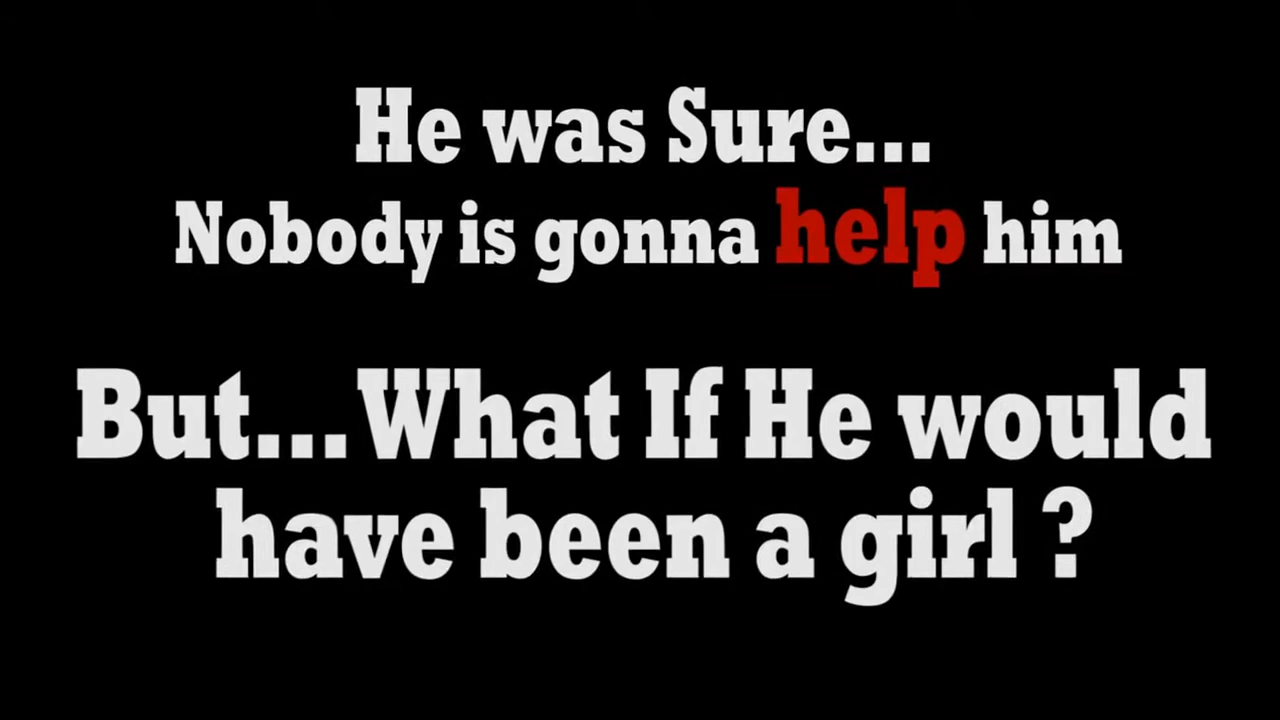 He was Sure...
Nobody is gonna help him
But...What If He would
have been a girl ?